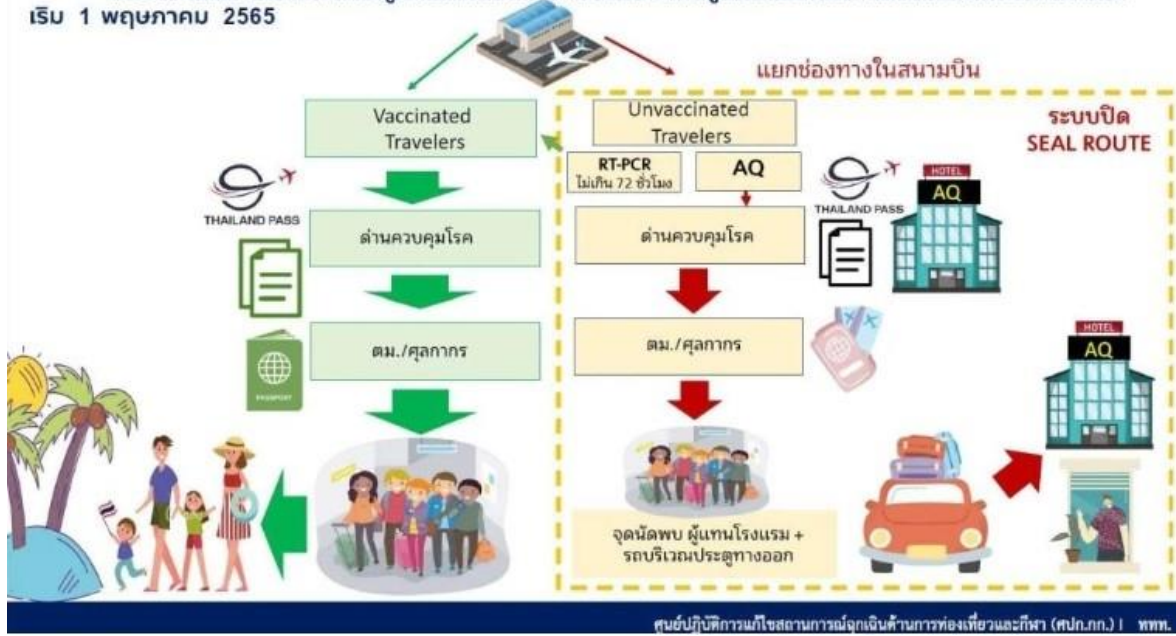 เริ่ม 1 พฤษภาคม 2565
แยกช่องทางในสนามบิน
Vaccinated
Travelers
Unvaccinated
Travelers
ระบบปิด
SEAL ROUTE
RT-PCR
ไม่เกิน 72 ชั่วโมง
AQ
THAILAND PASS
THAILAND PASS
HOTEL
AQ
ด่านควบคุมโรค
ด่านควบคุมโรค
ตม./ศุลกากร
ตม./ศุลกากร
PASSPORT
HOTEL
AQ
จุดนัดพบ ผู้แทนโรงแรม +
รถบริเวณประตูทางออก
ศูนย์ปฏิบัติการแก้ไขสถานการณ์ฉุกเฉินด้านการท่องเที่ยวและกีฬา (ศปก.กก.) I ททท.